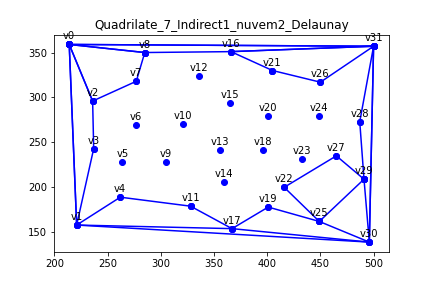 Quadrilate_7_Indirect1_nuvem2_Delaunay
v0
v8
v16
v31
350
v21
v12
v7
v26
300
v2
v15
v20
v24
v28
v6
v10
250
v3
v13
v18
v27
v5
v9
v23
200
v14
v22
v29
v4
v11
v19
150
v1
v17
v25
v30
200 250 300 350 400 450 500